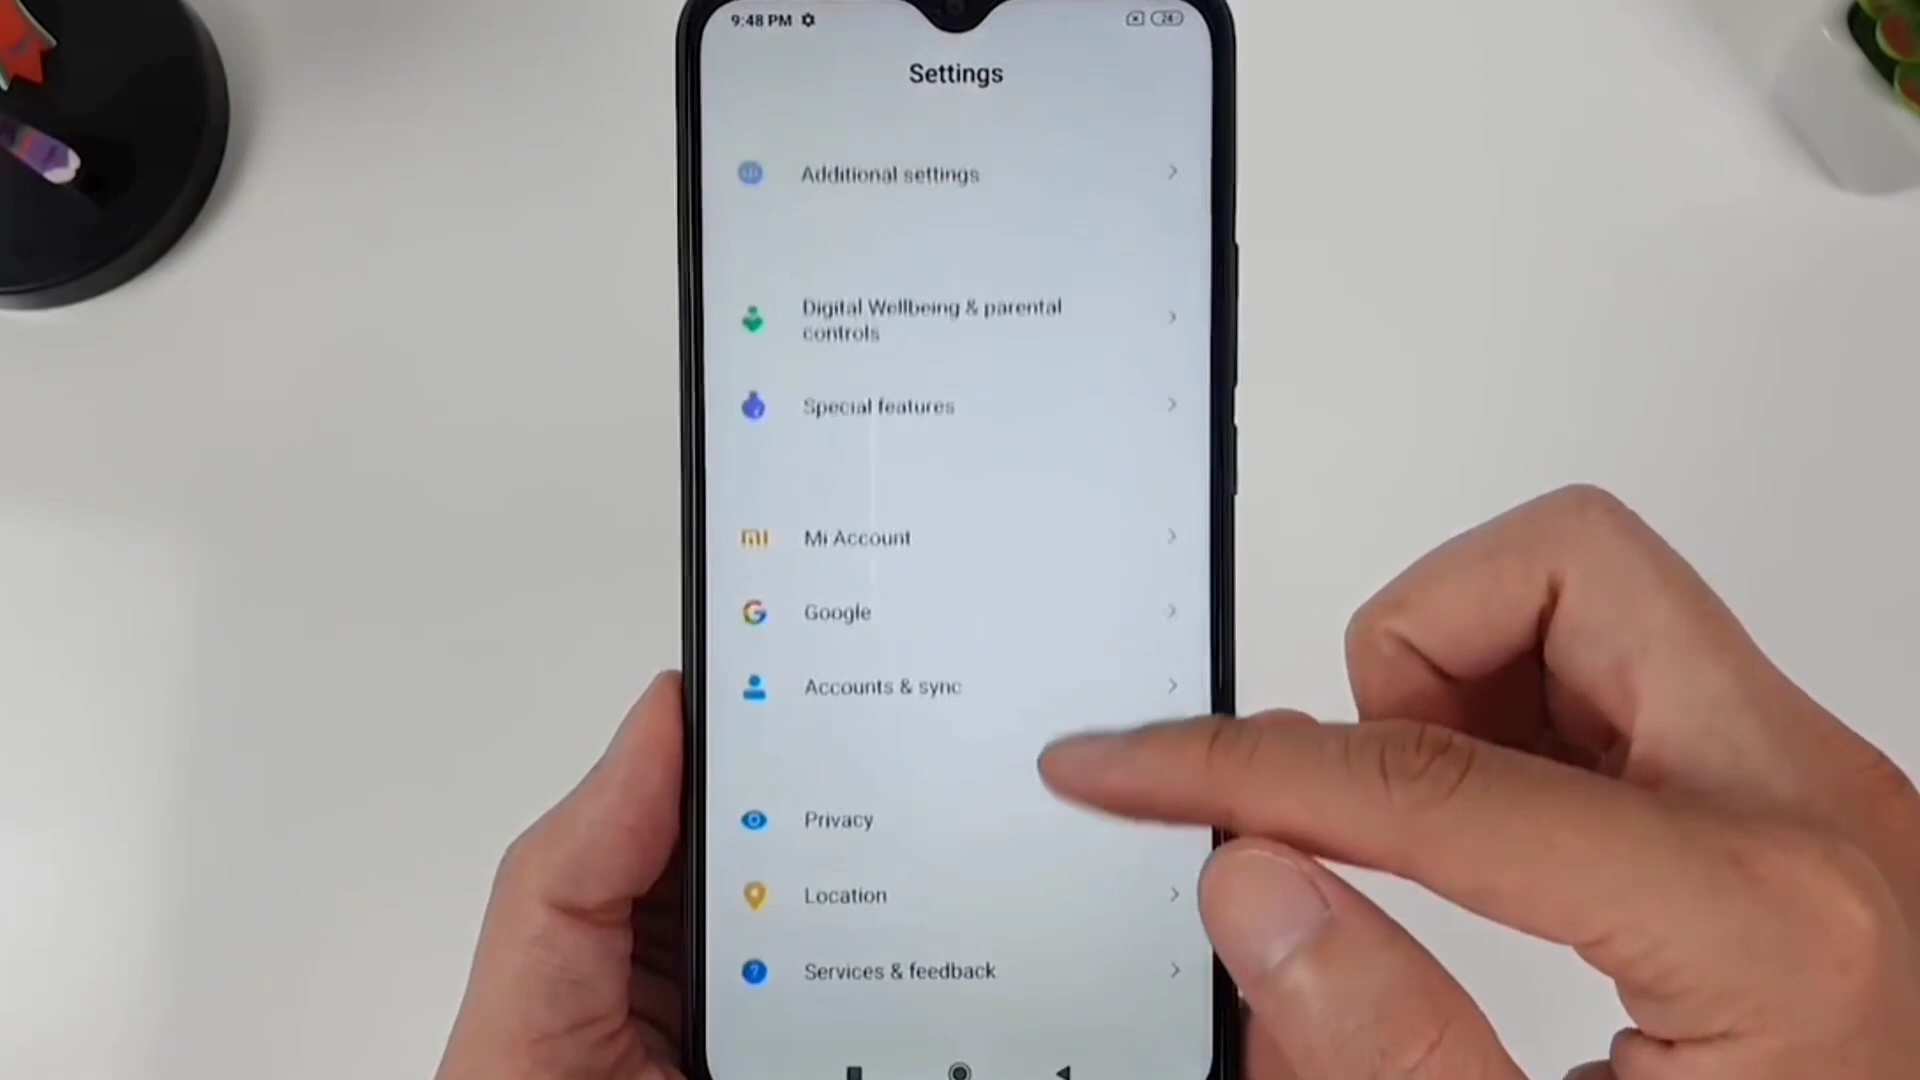 9:48 PM
24
Settings
Additional settings
Digital Wellbeing & parental
controls
Special features
Mi Account
Google
Accounts & sync
Privacy
Location
Services & feedback